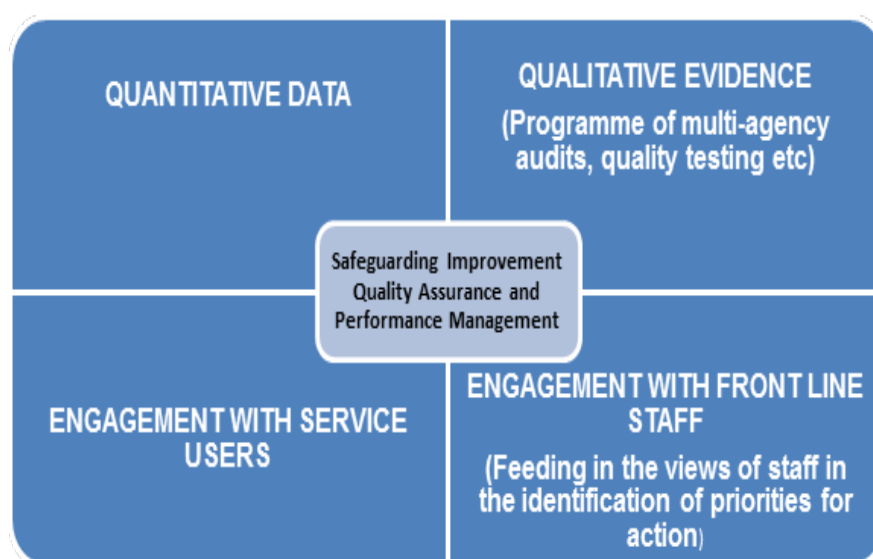 QUANTITATIVE DATA
QUALITATIVE EVIDENCE
(Programme of multi-agency
audits, quality testing etc)
Safeguarding Improvement
Quality Assurance and
Performance Management
ENGAGEMENT WITH SERVICE
USERS
ENGAGEMENT WITH FRONT LINE
STAFF
(Feeding in the views of staff in
the identification of priorities for
action)